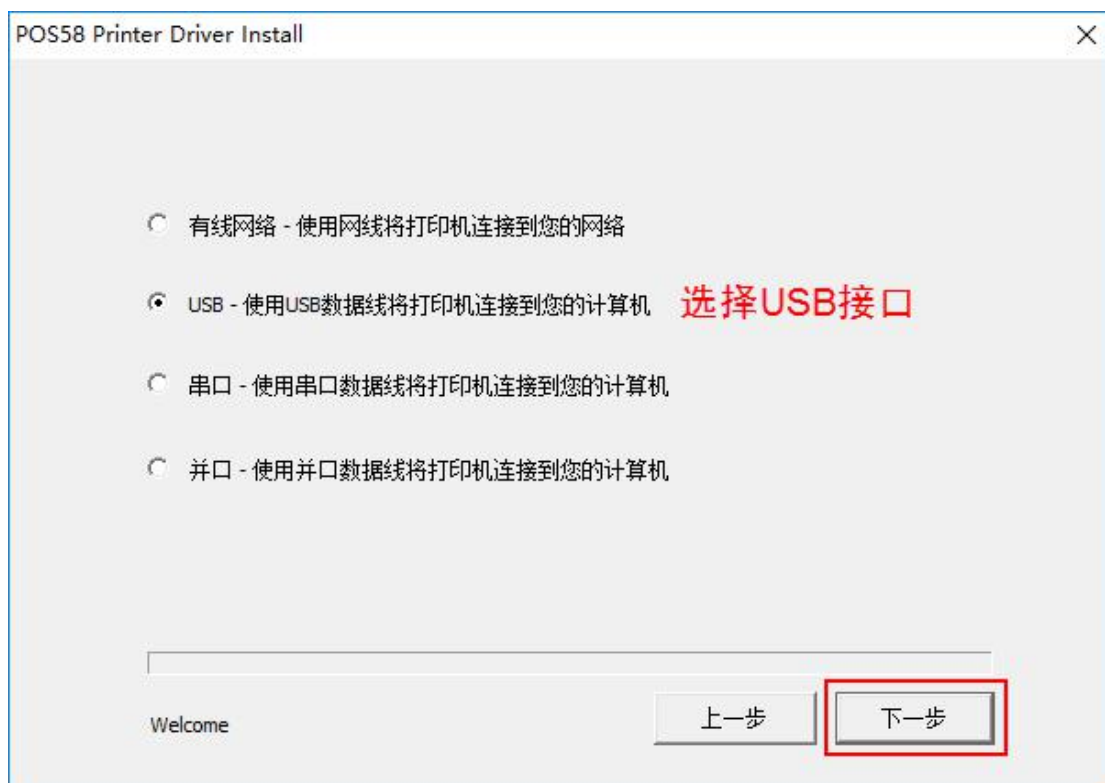 POS58 Printer Driver Install
有线网络 - 使用网线将打印机连接到您的网络
USB - 使用USB数据线将打印机连接到您的计算机 选择USB接口
串口 - 使用串口数据线将打印机连接到您的计算机
并口 - 使用并口数据线将打印机连接到您的计算机
Welcome 上一步 下一步